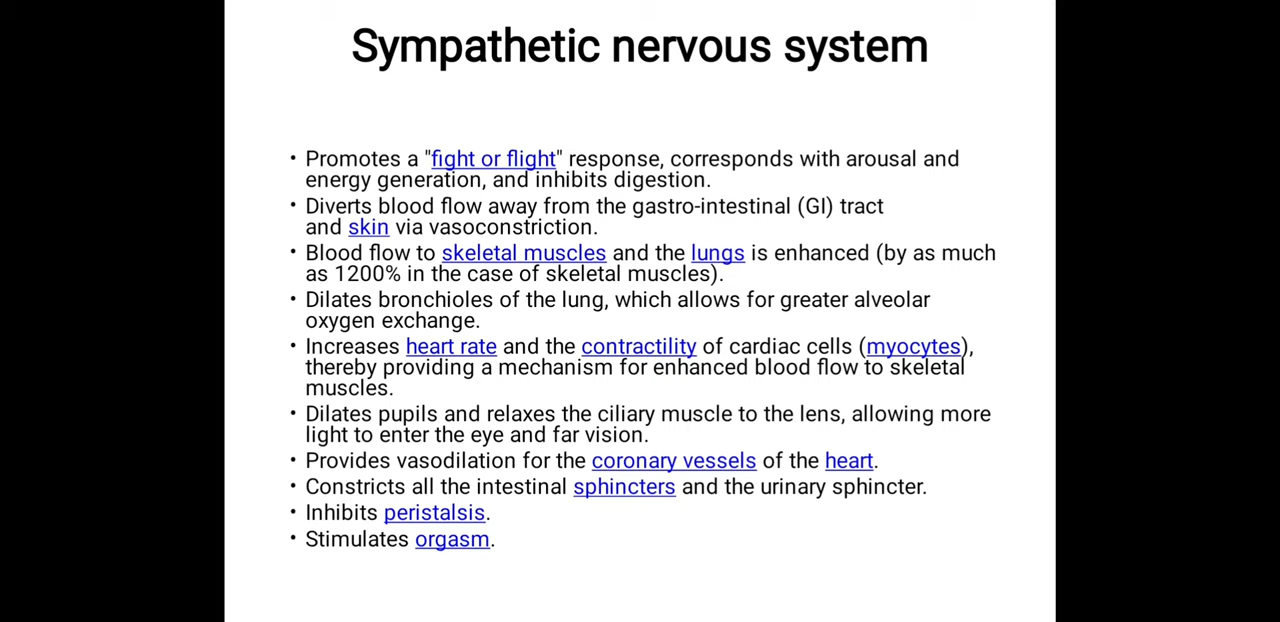 Sympathetic nervous system
• Promotes a "fight or flight" response, corresponds with arousal and
energy generation, and inhibits digestion.
• Diverts blood flow away from the gastro-intestinal (GI) tract
and skin via vasoconstriction.
• Blood flow to skeletal muscles and the lungs is enhanced (by as much
as 1200% in the case of skeletal muscles).
• Dilates bronchioles of the lung, which allows for greater alveolar
oxygen exchange.
• Increases heart rate and the contractility of cardiac cells (myocytes),
thereby providing a mechanism for enhanced blood flow to skeletal
muscles.
• Dilates pupils and relaxes the ciliary muscle to the lens, allowing more
light to enter the eye and far vision.
• Provides vasodilation for the coronary vessels of the heart.
• Constricts all the intestinal sphincters and the urinary sphincter.
• Inhibits peristalsis.
• Stimulates orgasm.